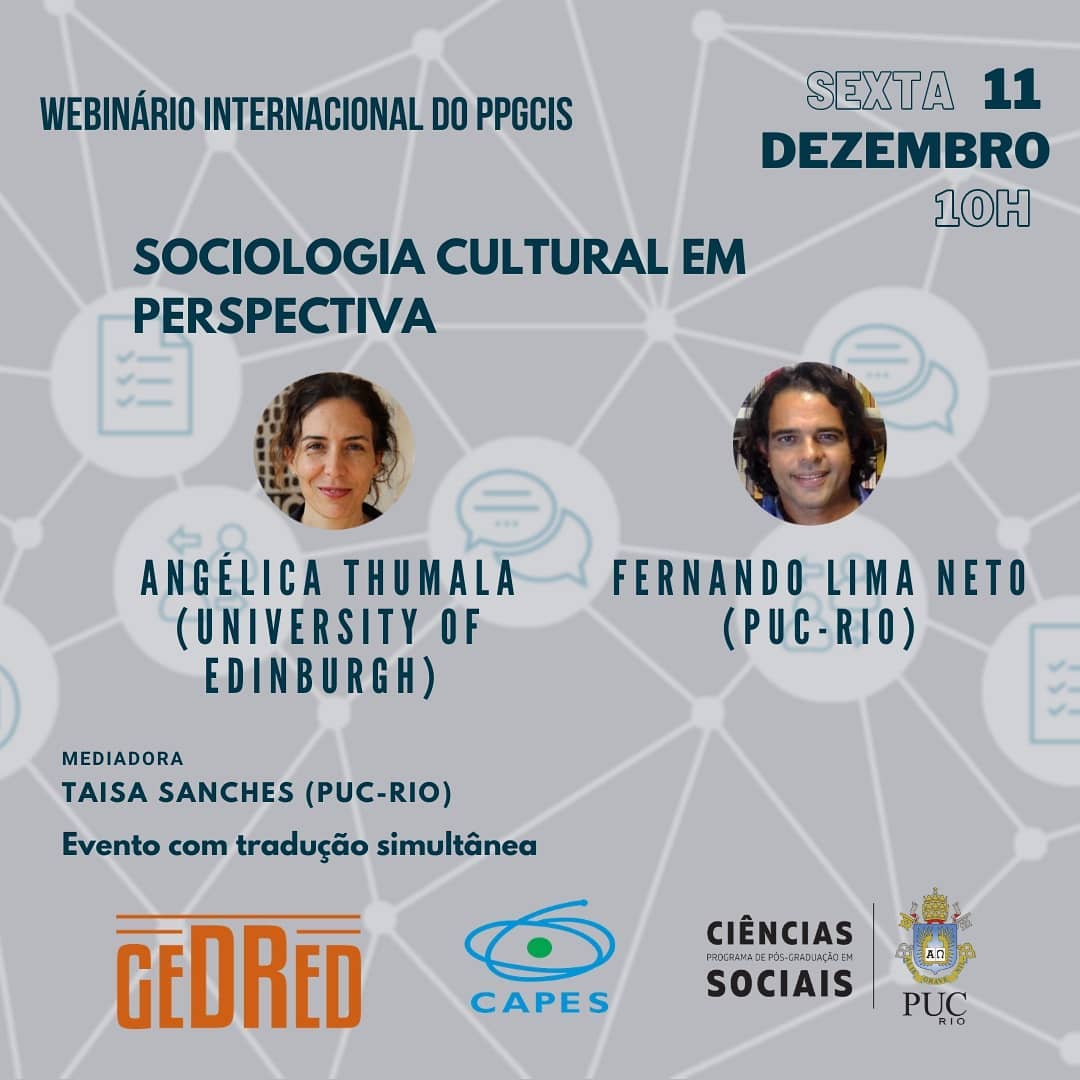 WEBINÁRIO INTERNACIONAL DO PPGCIS
SEXTA 11
DEZEMBRO
10H
SOCIOLOGIA CULTURAL EM
PERSPECTIVA
ANGÉLICA THUMALA
(UNIVERSITY OF
EDINBURGH)
FERNANDO LIMA NETO
(PUC-RIO)
MEDIADORA
TAISA SANCHES (PUC-RIO)
Evento com tradução simultânea
GEDRED
CAPES
CIÊNCIAS
PROGRAMA DE PÓS-GRADUAÇÃO EM
SOCIAIS
ΑΩ
PUC
RIO